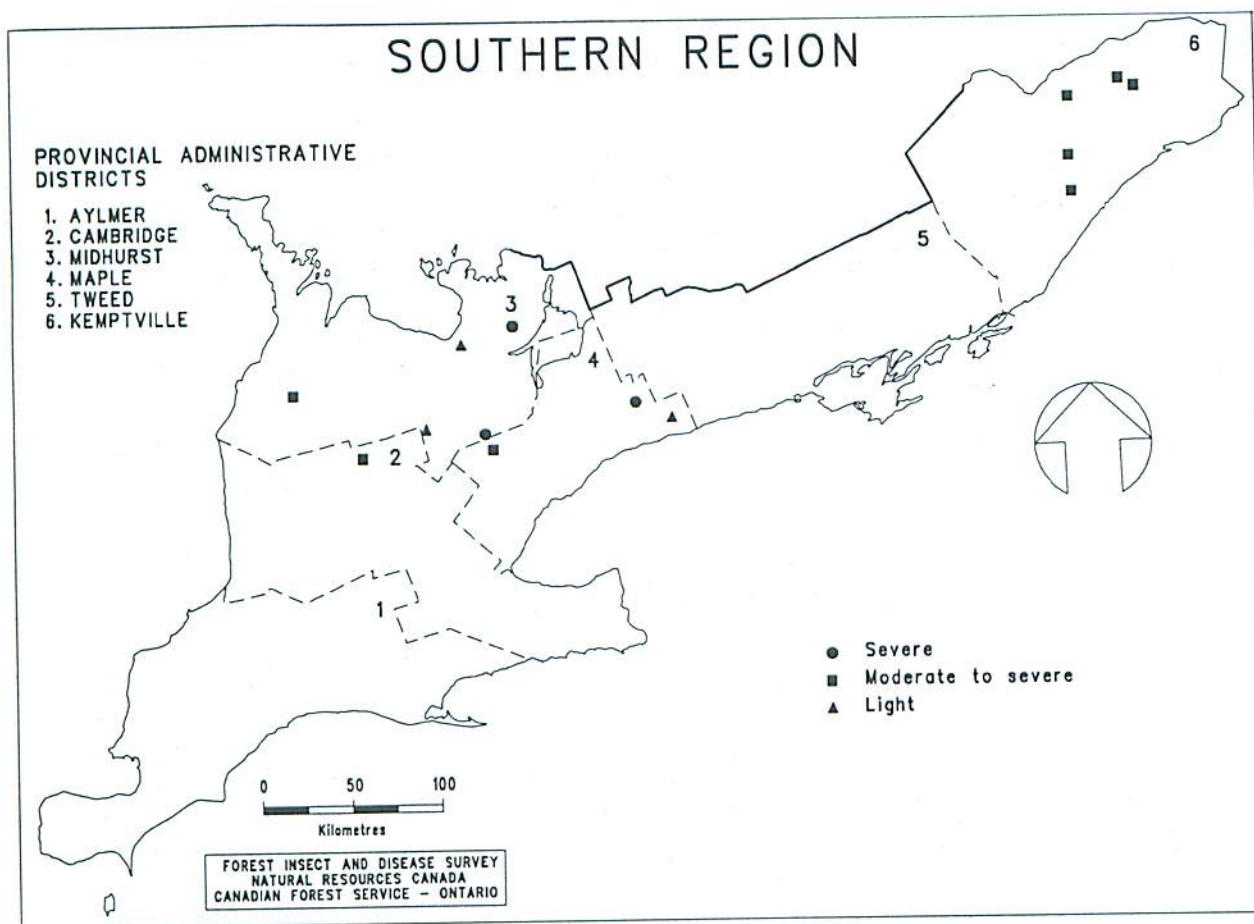 SOUTHERN REGION
PROVINCIAL ADMINISTRATIVE
DISTRICTS
1. AYLMER
2. CAMBRIDGE
3. MIDHURST
4. MAPLE
5. TWEED
6. KEMPTVILLE
6
5
3
4
2
1
Severe
Moderate to severe
Light
0 50 100
Kilometres
FOREST INSECT AND DISEASE SURVEY
NATURAL RESOURCES CANADA
CANADIAN FOREST SERVICE - ONTARIO